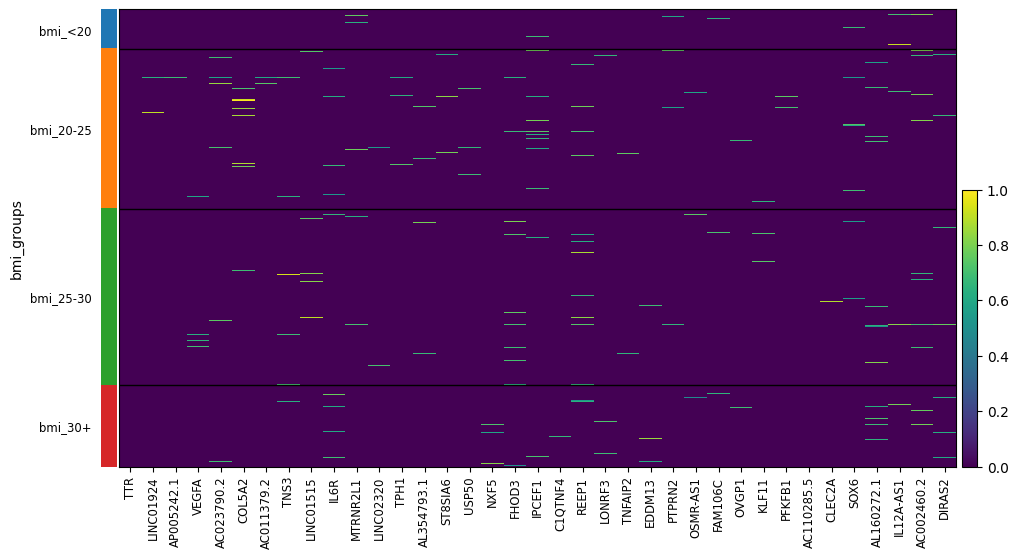 bmi_<20
bmi_20-25
bmi_25-30
bmi_30+
bmi_groups
1.0
0.8
0.6
0.4
0.2
0.0
TTR
LINC01924
AP005242.1
VEGFA
AC023790.2
COL5A2
AC011379.2
TNS3
LINC01515
IL6R
MTRNR2L1
LINC02320
TPH1
AL354793.1
ST8SIA6
USP50
NXF5
FHOD3
IPCEF1
C1QTNF4
REEP1
LONRF3
TNFAIP2
EDDM13
PTPRN2
OSMR-AS1
FAM106C
OVGP1
KLF11
PFKFB1
AC110285.5
CLEC2A
SOX6
AL160272.1
IL12A-AS1
AC002460.2
DIRAS2